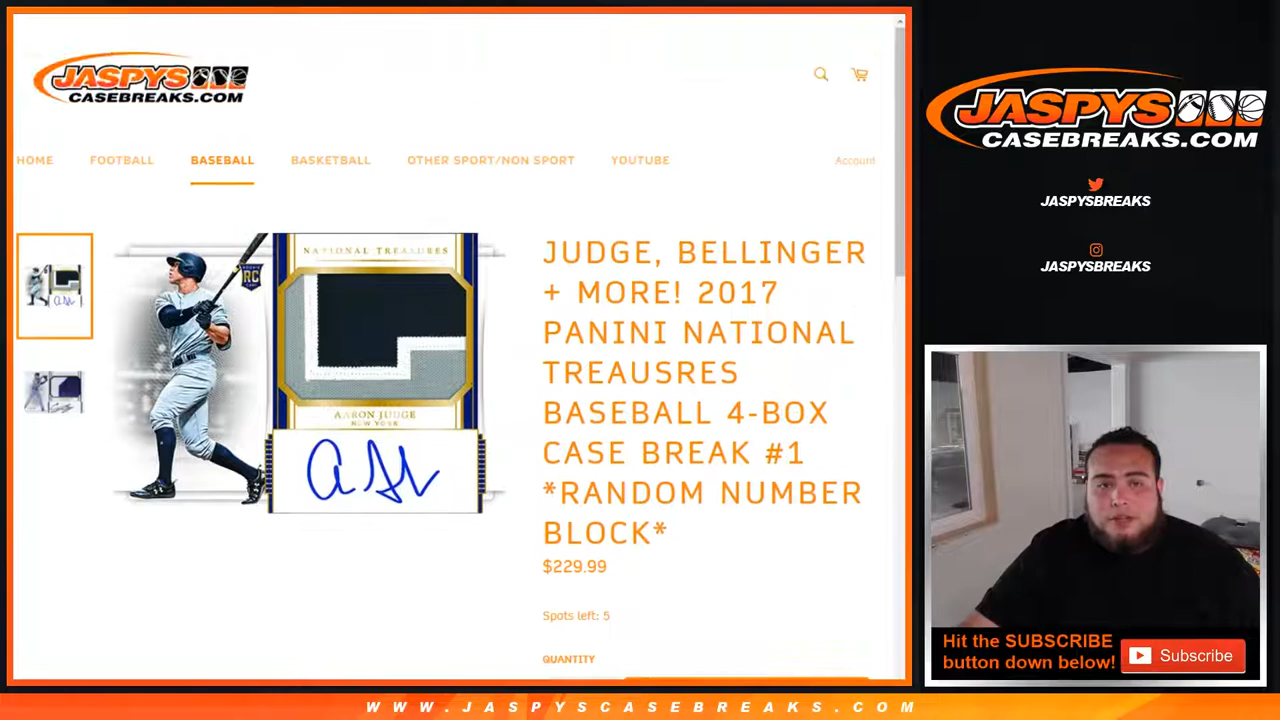 JASPYS
CASEBREAKS.COM
HOME FOOTBALL BASEBALL BASKETBALL OTHER SPORT/NON SPORT YOUTUBE Account
NATIONAL TREASURES
RC
AARON JUDGE
NEW YORK
JUDGE, BELLINGER
+ MORE! 2017
PANINI NATIONAL
TREAUSRES
BASEBALL 4-BOX
CASE BREAK #1
*RANDOM NUMBER
BLOCK*
$229.99
Spots left: 5
QUANTITY
JASPYS
CASEBREAKS.COM
JASPYSBREAKS
JASPYSBREAKS
Hit the SUBSCRIBE
button down below!
Subscribe
WWW.JASPYSCASEBREAKS.COM